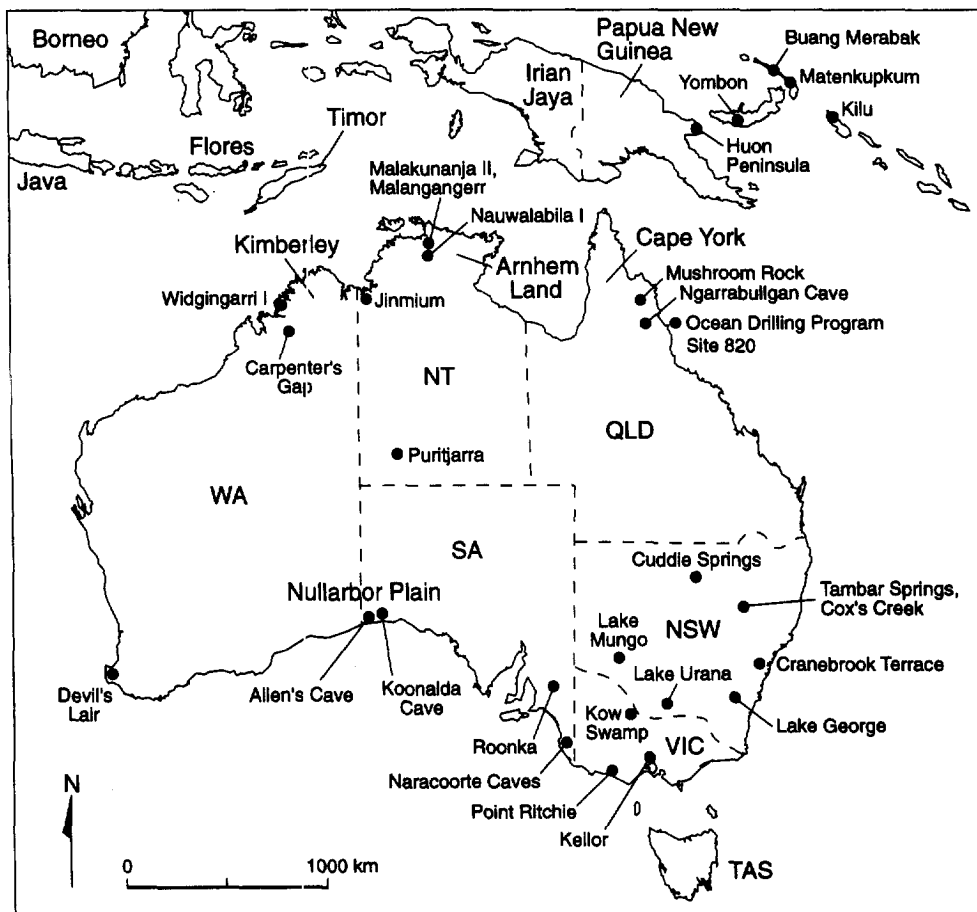 Borneo
Papua New
Guinea
Buang Merabak
Irian
Jaya
Yombon
Matenkupkum
Kilu
Timor
Flores
Huon
Peninsula
Java
Malakunanja II,
Malangangerr
Nauwalabila I
Kimberley
Cape York
Arnhem
Land
Mushroom Rock
Ngarrabullgan Cave
Widgingarri I
Jinmium
Ocean Drilling Program
Site 820
Carpenter's
Gap
NT
QLD
Puritjarra
WA
SA
Cuddie Springs
Tambar Springs,
Cox's Creek
Nullarbor Plain
Lake
Mungo
NSW
Lake Urana
Cranebrook Terrace
Devil's
Lair
Allen's Cave
Koonalda
Cave
Kow
Swamp
Lake George
Roonka
VIC
Naracoorte Caves
Point Ritchie
Keilor
N
0
1000 km
TAS